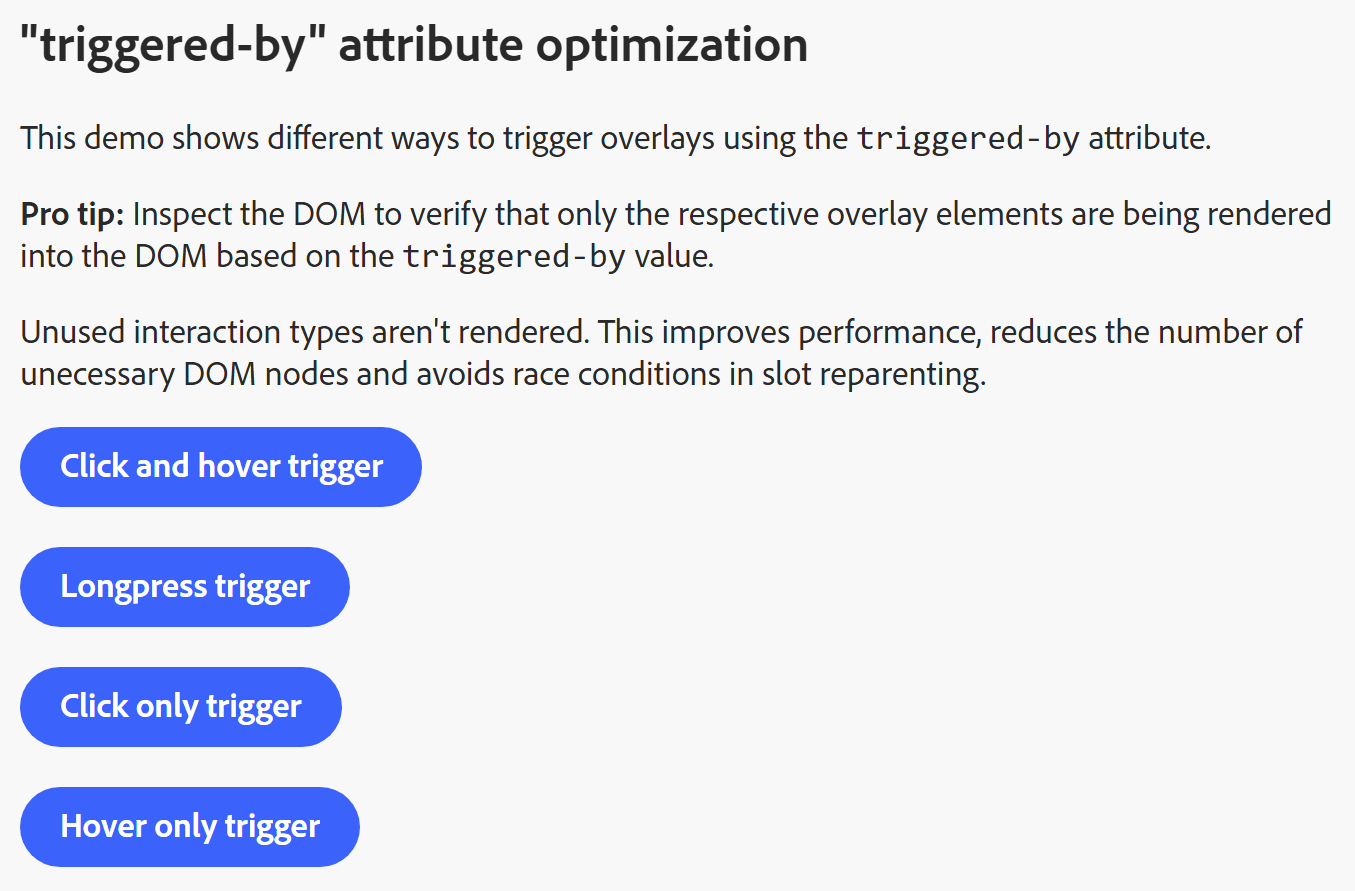 "triggered-by" attribute optimization
This demo shows different ways to trigger overlays using the triggered-by attribute.
Pro tip: Inspect the DOM to verify that only the respective overlay elements are being rendered
into the DOM based on the triggered-by value.
Unused interaction types aren't rendered. This improves performance, reduces the number of
unecessary DOM nodes and avoids race conditions in slot reparenting.
Click and hover trigger
Longpress trigger
Click only trigger
Hover only trigger